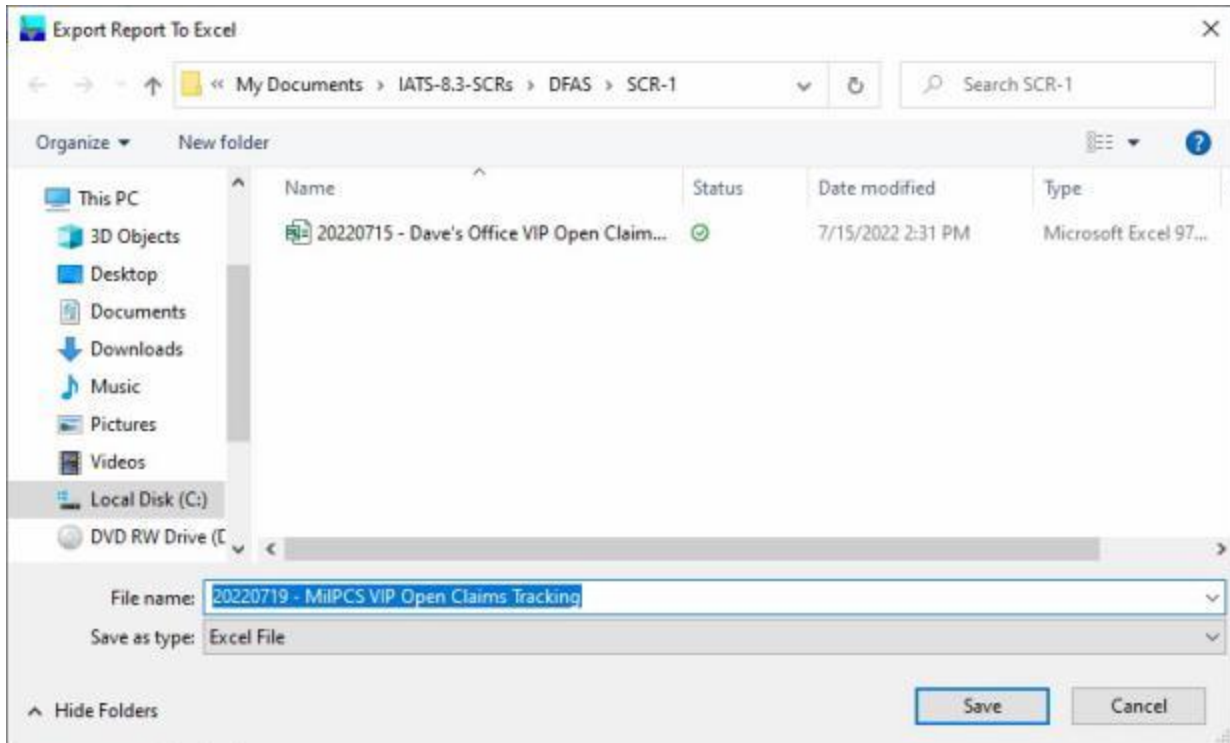 Export Report To Excel
« My Documents › IATS-8.3-SCRs › DFAS › SCR-1
Search SCR-1
Organize
New folder
Name Status Date modified Type
20220715 - Dave's Office VIP Open Claim... 7/15/2022 2:31 PM Microsoft Excel 97...
This PC
3D Objects
Desktop
Documents
Downloads
Music
Pictures
Videos
Local Disk (C:)
DVD RW Drive (D
File name: 20220719 - MilPCS VIP Open Claims Tracking
Save as type: Excel File
Hide Folders
Save
Cancel